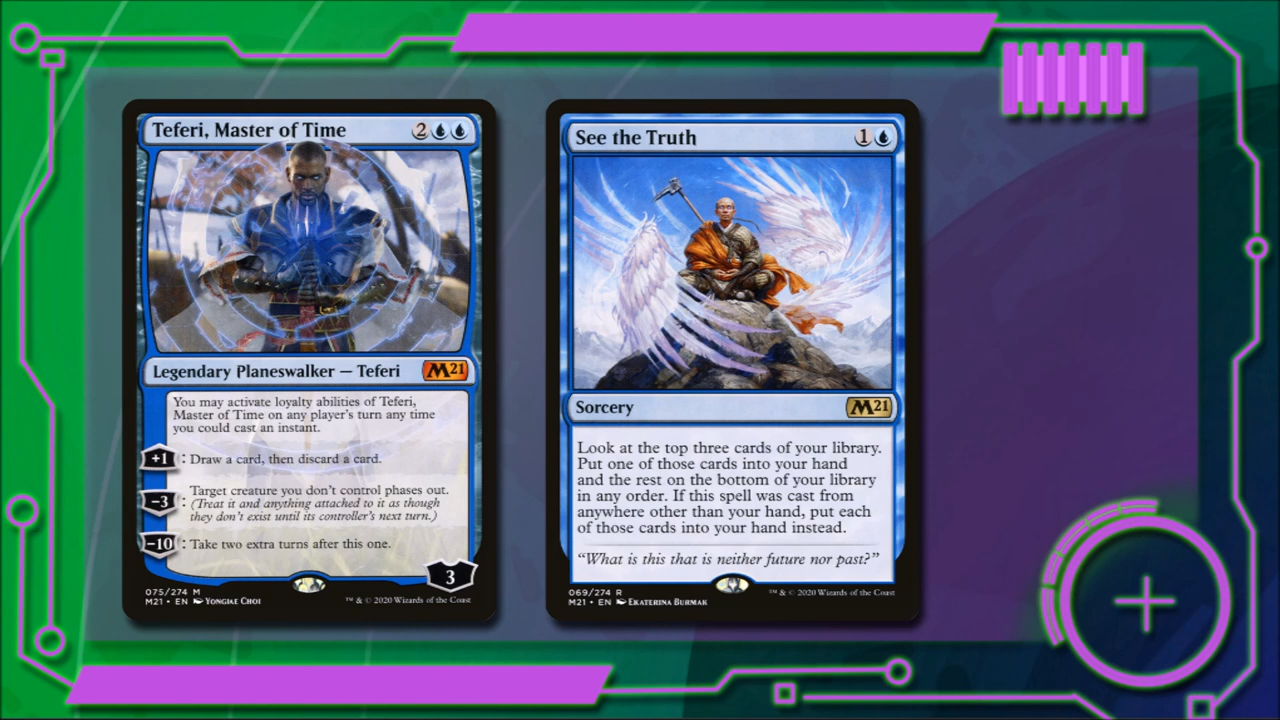 Teferi, Master of Time 2
Legendary Planeswalker — Teferi M21
You may activate loyalty abilities of Teferi,
Master of Time on any player's turn any time
you could cast an instant.
+1 : Draw a card, then discard a card.
−3 : Target creature you don't control phases out.
(Treat it and anything attached to it as though
they don't exist until its controller's next turn.)
−10 : Take two extra turns after this one.
3
075/274 M
M21 • EN Yongjae Choi ™ & © 2020 Wizards of the Coast
See the Truth 1
Sorcery M21
Look at the top three cards of your library.
Put one of those cards into your hand
and the rest on the bottom of your library
in any order. If this spell was cast from
anywhere other than your hand, put each
of those cards into your hand instead.
“What is this that is neither future nor past?”
069/274 R
M21 • EN Ekaterina Burmak ™ & © 2020 Wizards of the Coast